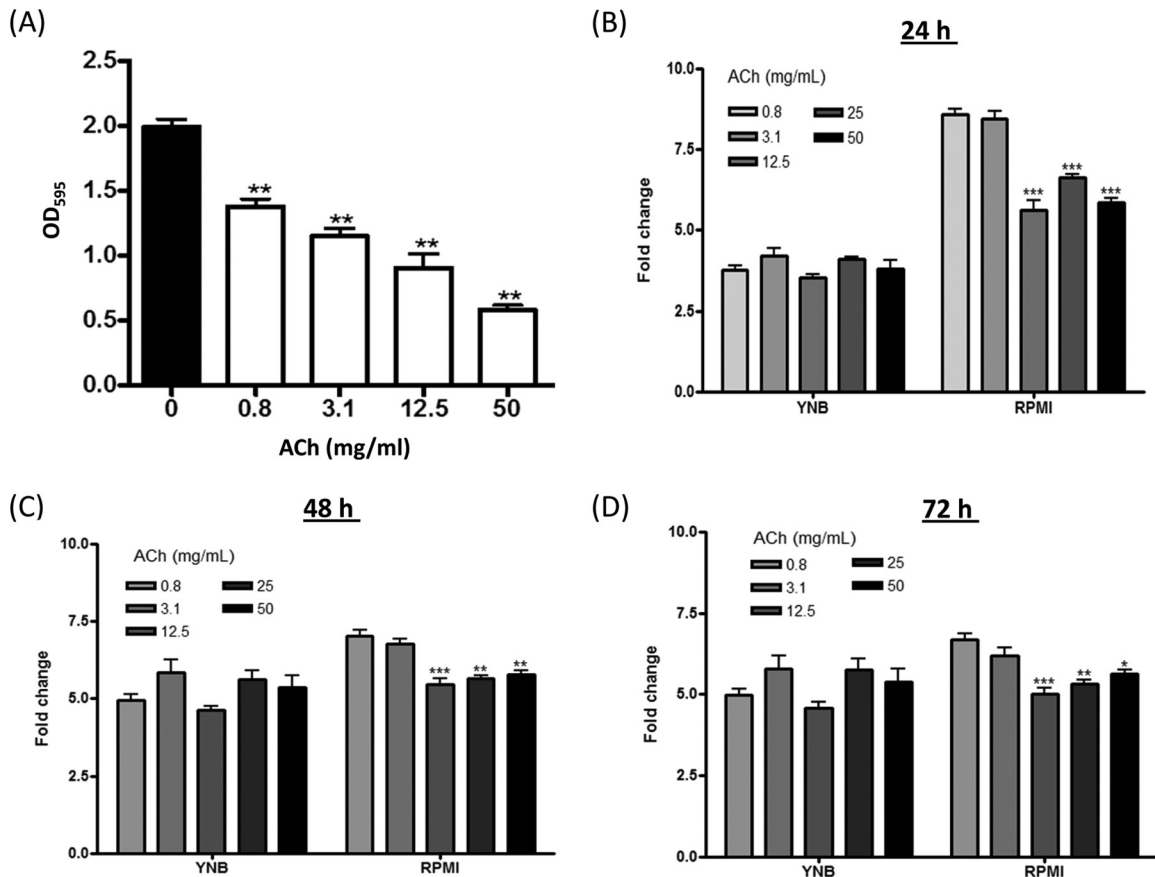 (A)
2.5
2.0
1.5
1.0
0.5
0.0
OD595
**
**
**
**
0 0.8 3.1 12.5 50
ACh (mg/ml)
(B)
24 h
10.0
7.5
5.0
2.5
0.0
Fold change
ACh (mg/mL)
0.8 25
3.1 50
12.5
*** *** ***
YNB RPMI
(C)
48 h
10.0
7.5
5.0
2.5
0.0
Fold change
ACh (mg/mL)
0.8 25
3.1 50
12.5
*** ** **
YNB RPMI
(D)
72 h
10.0
7.5
5.0
2.5
0.0
Fold change
ACh (mg/mL)
0.8 25
3.1 50
12.5
*** ** *
YNB RPMI